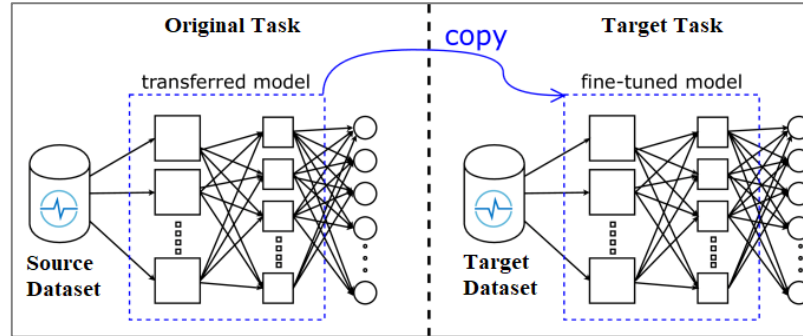 Original Task
copy
Target Task
transferred model
fine-tuned model
Source
Dataset
Target
Dataset